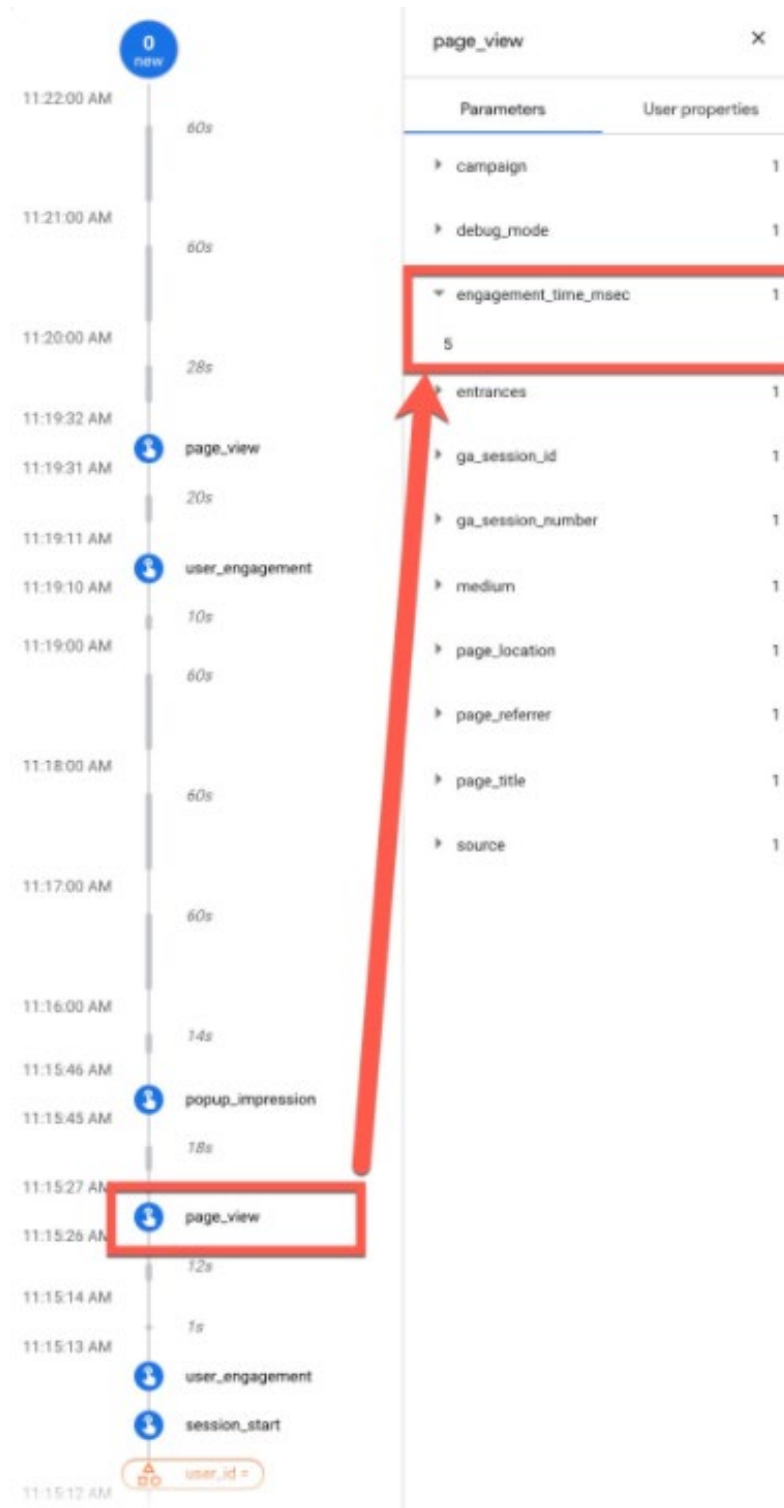 0
new
11:22:00 AM
60s
11:21:00 AM
60s
11:20:00 AM
28s
11:19:32 AM
page_view
11:19:31 AM
20s
11:19:11 AM
user_engagement
11:19:10 AM
10s
11:19:00 AM
60s
11:18:00 AM
60s
11:17:00 AM
60s
11:16:00 AM
14s
11:15:46 AM
popup_impression
11:15:45 AM
18s
11:15:27 AM
page_view
11:15:26 AM
12s
11:15:14 AM
1s
11:15:13 AM
user_engagement
session_start
user_id =
11:15:12 AM
page_view
Parameters User properties
campaign 1
debug_mode 1
engagement_time_msec 1
5
entrances 1
ga_session_id 1
ga_session_number 1
medium 1
page_location 1
page_referrer 1
page_title 1
source 1